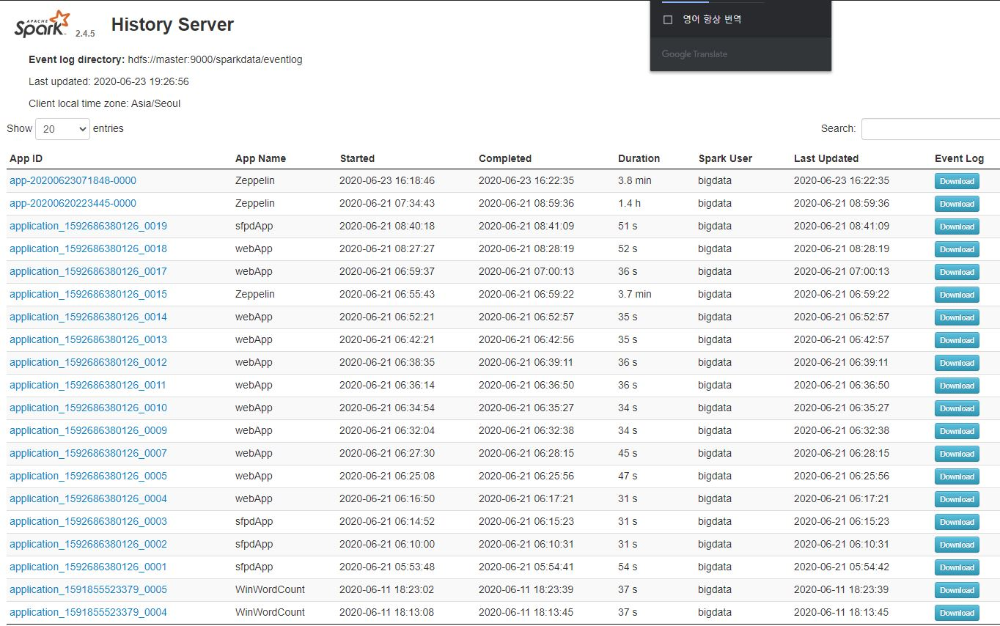 APACHE Spark 2.4.5 History Server
영어 항상 번역
Google Translate
Event log directory: hdfs://master:9000/sparkdata/eventlog
Last updated: 2020-06-23 19:26:56
Client local time zone: Asia/Seoul
Show 20 entries Search:
App ID App Name Started Completed Duration Spark User Last Updated Event Log
app-20200623071848-0000 Zeppelin 2020-06-23 16:18:46 2020-06-23 16:22:35 3.8 min bigdata 2020-06-23 16:22:35 Download
app-20200620223445-0000 Zeppelin 2020-06-21 07:34:43 2020-06-21 08:59:36 1.4 h bigdata 2020-06-21 08:59:36 Download
application_1592686380126_0019 sfpdApp 2020-06-21 08:40:18 2020-06-21 08:41:09 51 s bigdata 2020-06-21 08:41:09 Download
application_1592686380126_0018 webApp 2020-06-21 08:27:27 2020-06-21 08:28:19 52 s bigdata 2020-06-21 08:28:19 Download
application_1592686380126_0017 webApp 2020-06-21 06:59:37 2020-06-21 07:00:13 36 s bigdata 2020-06-21 07:00:13 Download
application_1592686380126_0015 Zeppelin 2020-06-21 06:55:43 2020-06-21 06:59:22 3.7 min bigdata 2020-06-21 06:59:22 Download
application_1592686380126_0014 webApp 2020-06-21 06:52:21 2020-06-21 06:52:57 35 s bigdata 2020-06-21 06:52:57 Download
application_1592686380126_0013 webApp 2020-06-21 06:42:21 2020-06-21 06:42:56 35 s bigdata 2020-06-21 06:42:57 Download
application_1592686380126_0012 webApp 2020-06-21 06:38:35 2020-06-21 06:39:11 36 s bigdata 2020-06-21 06:39:11 Download
application_1592686380126_0011 webApp 2020-06-21 06:36:14 2020-06-21 06:36:50 36 s bigdata 2020-06-21 06:36:50 Download
application_1592686380126_0010 webApp 2020-06-21 06:34:54 2020-06-21 06:35:27 34 s bigdata 2020-06-21 06:35:27 Download
application_1592686380126_0009 webApp 2020-06-21 06:32:04 2020-06-21 06:32:38 34 s bigdata 2020-06-21 06:32:38 Download
application_1592686380126_0007 webApp 2020-06-21 06:27:30 2020-06-21 06:28:15 45 s bigdata 2020-06-21 06:28:15 Download
application_1592686380126_0005 webApp 2020-06-21 06:25:08 2020-06-21 06:25:56 47 s bigdata 2020-06-21 06:25:56 Download
application_1592686380126_0004 webApp 2020-06-21 06:16:50 2020-06-21 06:17:21 31 s bigdata 2020-06-21 06:17:21 Download
application_1592686380126_0003 sfpdApp 2020-06-21 06:14:52 2020-06-21 06:15:23 31 s bigdata 2020-06-21 06:15:23 Download
application_1592686380126_0002 sfpdApp 2020-06-21 06:10:00 2020-06-21 06:10:31 31 s bigdata 2020-06-21 06:10:31 Download
application_1592686380126_0001 sfpdApp 2020-06-21 05:53:48 2020-06-21 05:54:41 54 s bigdata 2020-06-21 05:54:42 Download
application_1591855523379_0005 WinWordCount 2020-06-11 18:23:02 2020-06-11 18:23:39 37 s bigdata 2020-06-11 18:23:39 Download
application_1591855523379_0004 WinWordCount 2020-06-11 18:13:08 2020-06-11 18:13:45 37 s bigdata 2020-06-11 18:13:45 Download